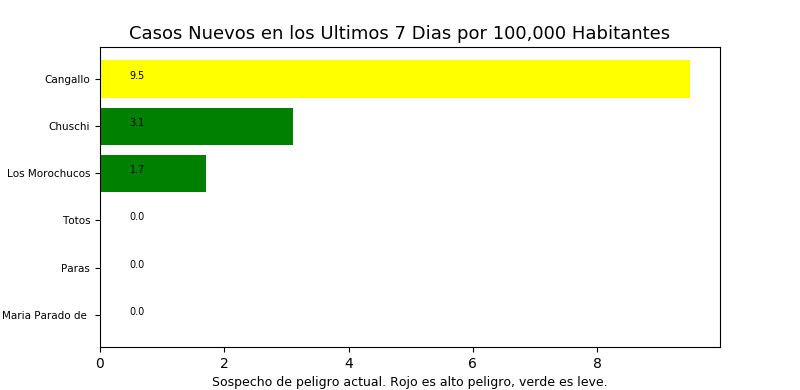 Casos Nuevos en los Ultimos 7 Dias por 100,000 Habitantes
Cangallo 9.5
Chuschi 3.1
Los Morochucos 1.7
Totos 0.0
Paras 0.0
Maria Parado de 0.0
0 2 4 6 8
Sospecho de peligro actual. Rojo es alto peligro, verde es leve.